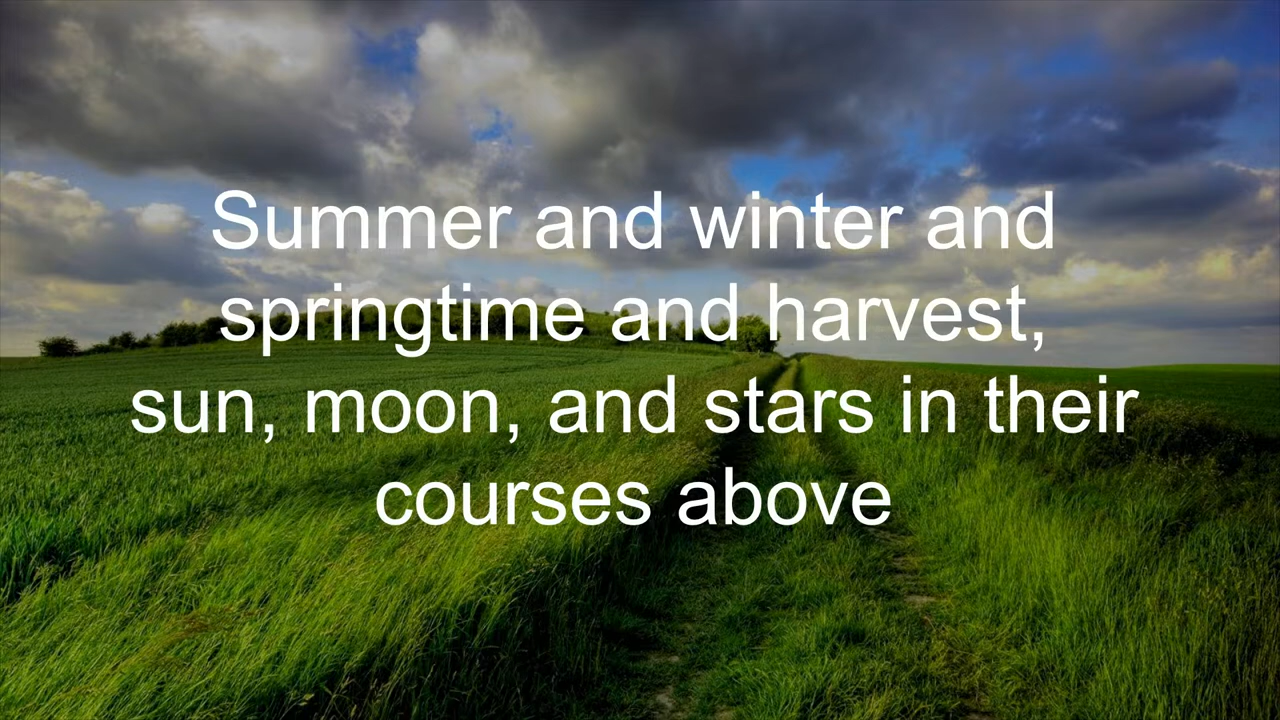 Summer and winter and
springtime and harvest,
sun, moon, and stars in their
courses above